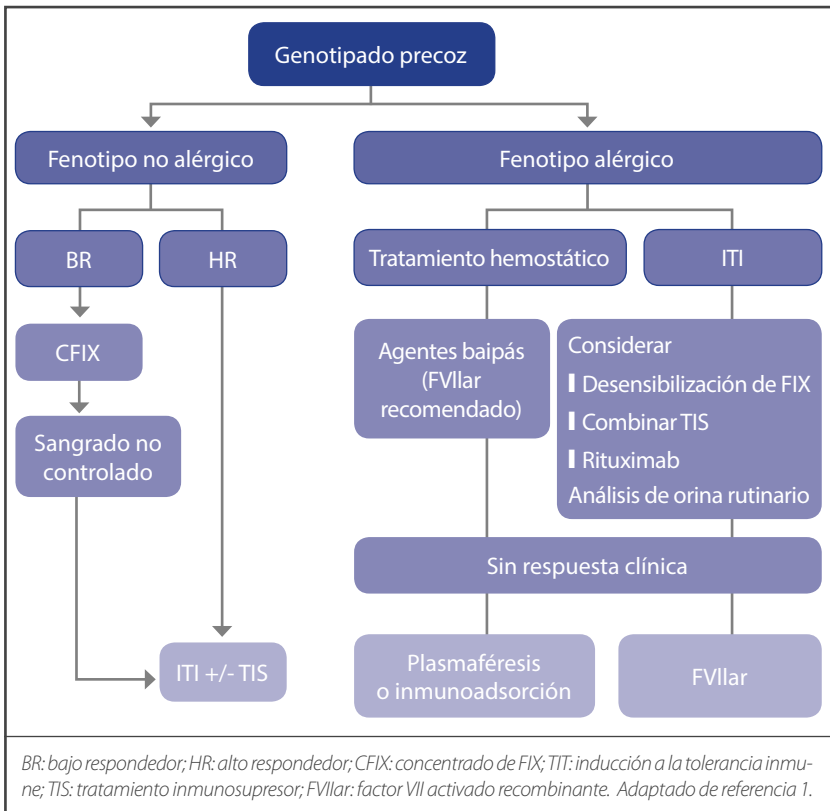 Genotipado precoz
Fenotipo no alérgico
Fenotipo alérgico
BR
HR
Tratamiento hemostático
ITI
CFIX
Agentes baipás
(FVIIar
recomendado)
Considerar
Desensibilización de FIX
Combinar TIS
Rituximab
Análisis de orina rutinario
Sangrado no
controlado
Sin respuesta clínica
ITI +/- TIS
Plasmaféresis
o inmunoadsorción
FVIIar
BR: bajo respondedor; HR: alto respondedor; CFIX: concentrado de FIX; TIT: inducción a la tolerancia inmu-
ne; TIS: tratamiento inmunosupresor; FVIIar: factor VII activado recombinante. Adaptado de referencia 1.